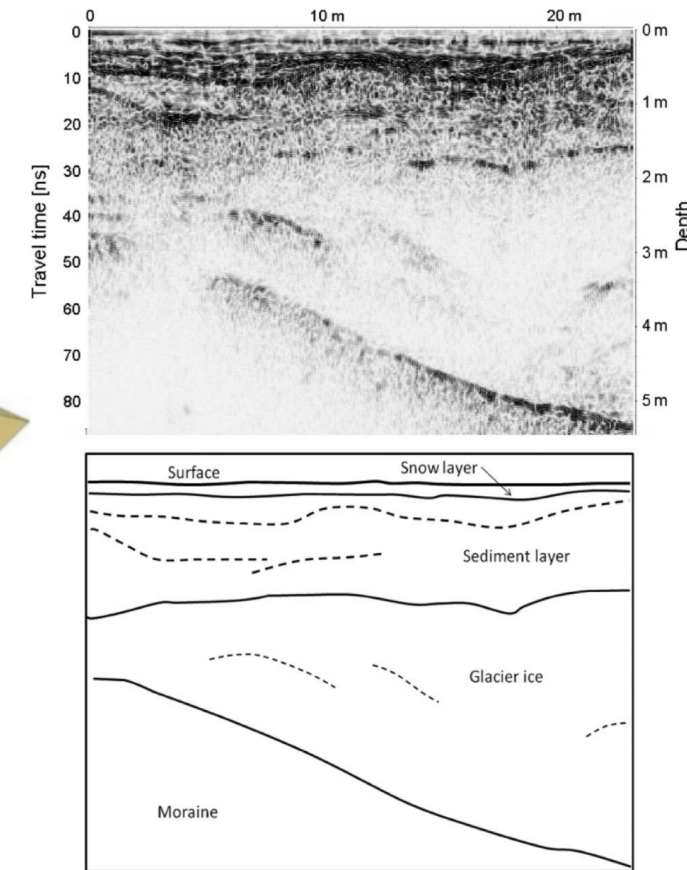 0 10 m 20 m
0 0 m
10
1 m
20
30
2 m
40
3 m
50
60
4 m
70
80
5 m
Travel time [ns]
Depth
Surface
Snow layer
Sediment layer
Glacier ice
Moraine